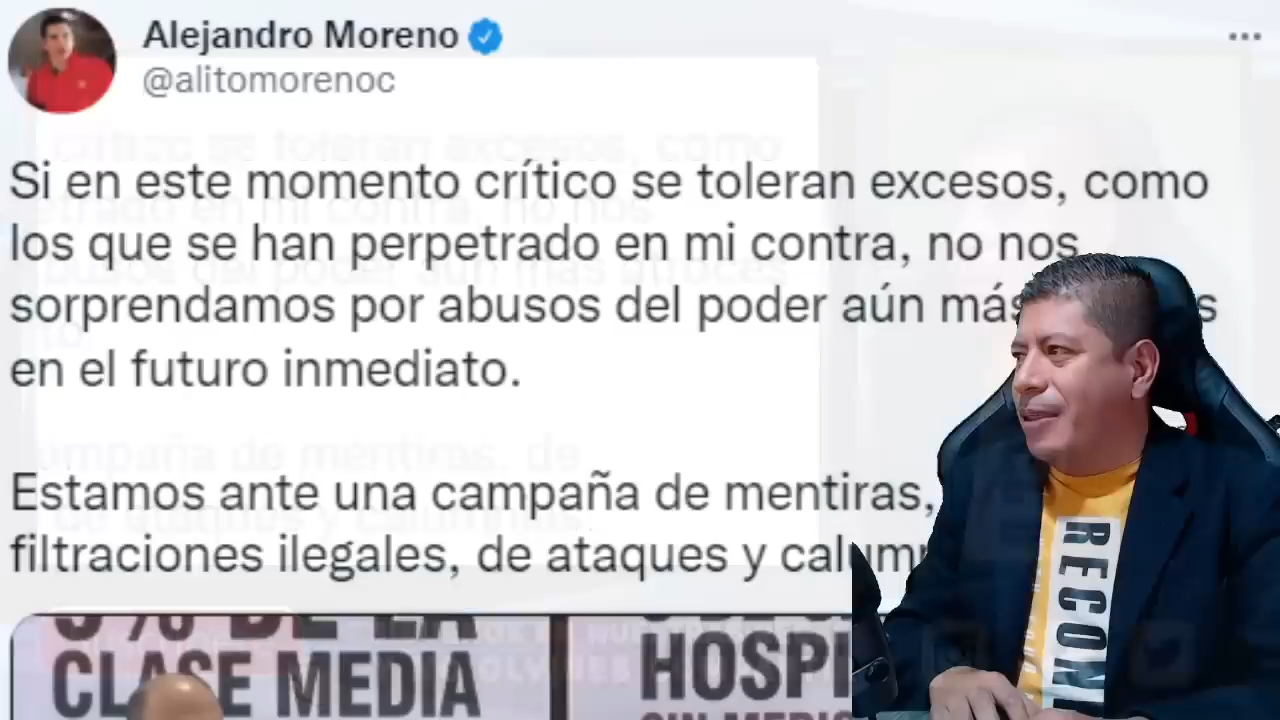 Alejandro Moreno
@alitomorenoc
Si en este momento crítico se toleran excesos, como
los que se han perpetrado en mi contra, no nos
sorprendamos por abusos del poder aún más
en el futuro inmediato.
Estamos ante una campaña de mentiras,
filtraciones ilegales, de ataques y
CLASE MEDIA
RECON